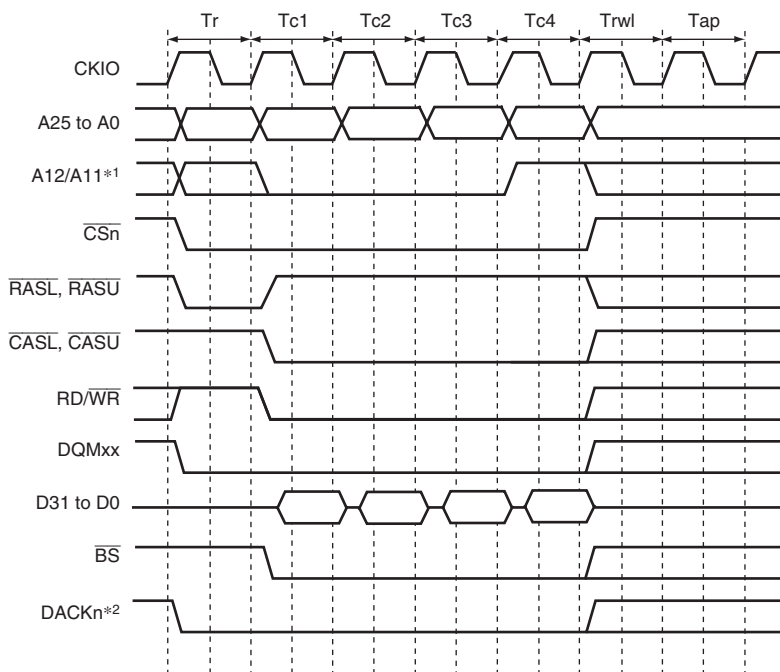 Tr Tc1 Tc2 Tc3 Tc4 Trwl Tap
CKIO
A25 to A0
A12/A11*1
CSn
RASL, RASU
CASL, CASU
RD/WR
DQMxx
D31 to D0
BS
DACKn*2